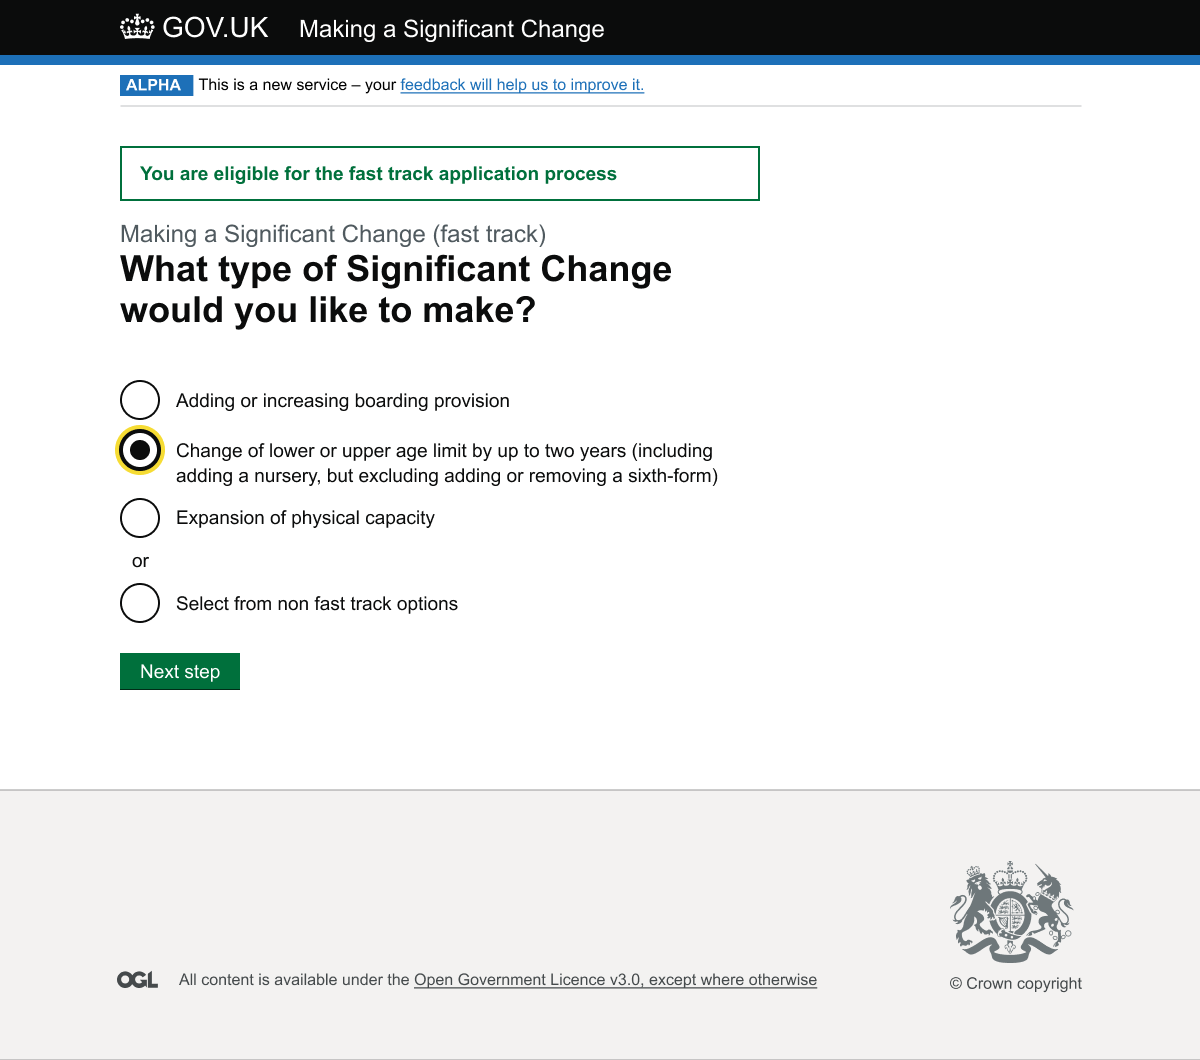 GOV.UK Making a Significant Change
ALPHA This is a new service – your feedback will help us to improve it.
You are eligible for the fast track application process
Making a Significant Change (fast track)
What type of Significant Change
would you like to make?
Adding or increasing boarding provision
Change of lower or upper age limit by up to two years (including
adding a nursery, but excluding adding or removing a sixth-form)
Expansion of physical capacity
or
Select from non fast track options
Next step
OGL All content is available under the Open Government Licence v3.0, except where otherwise
© Crown copyright